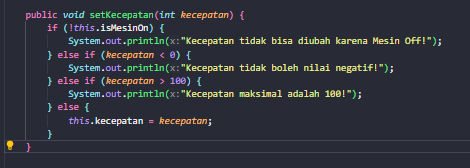 public void setKecepatan(int kecepatan) {
    if (!this.isMesinOn) {
        System.out.println(x:"Kecepatan tidak bisa diubah karena Mesin Off!");
    } else if (kecepatan < 0) {
        System.out.println(x:"Kecepatan tidak boleh nilai negatif!");
    } else if (kecepatan > 100) {
        System.out.println(x:"Kecepatan maksimal adalah 100!");
    } else {
        this.kecepatan = kecepatan;
    }
}